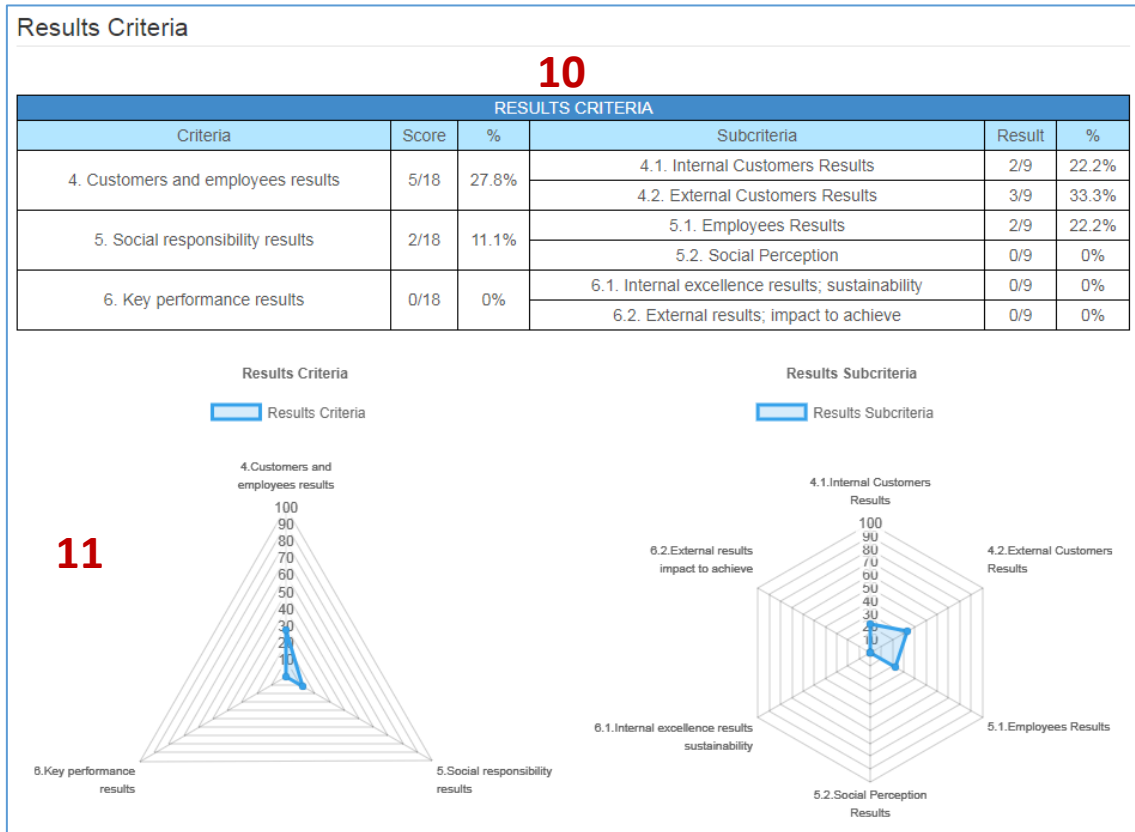 Results Criteria
10
RESULTS CRITERIA
Criteria Score % Subcriteria Result %
4. Customers and employees results 5/18 27.8% 4.1. Internal Customers Results 2/9 22.2%
4.2. External Customers Results 3/9 33.3%
5. Social responsibility results 2/18 11.1% 5.1. Employees Results 2/9 22.2%
5.2. Social Perception 0/9 0%
6. Key performance results 0/18 0% 6.1. Internal excellence results; sustainability 0/9 0%
6.2. External results; impact to achieve 0/9 0%
Results Criteria
Results Criteria
4.Customers and
employees results
100
90
80
70
60
50
40
30
20
10
11
6.Key performance
results
5.Social responsibility
results
Results Subcriteria
Results Subcriteria
4.1.Internal Customers
Results
100
90
80
70
60
50
40
30
20
10
6.2.External results
impact to achieve
4.2.External Customers
Results
6.1.Internal excellence results
sustainability
5.1.Employees Results
5.2.Social Perception
Results